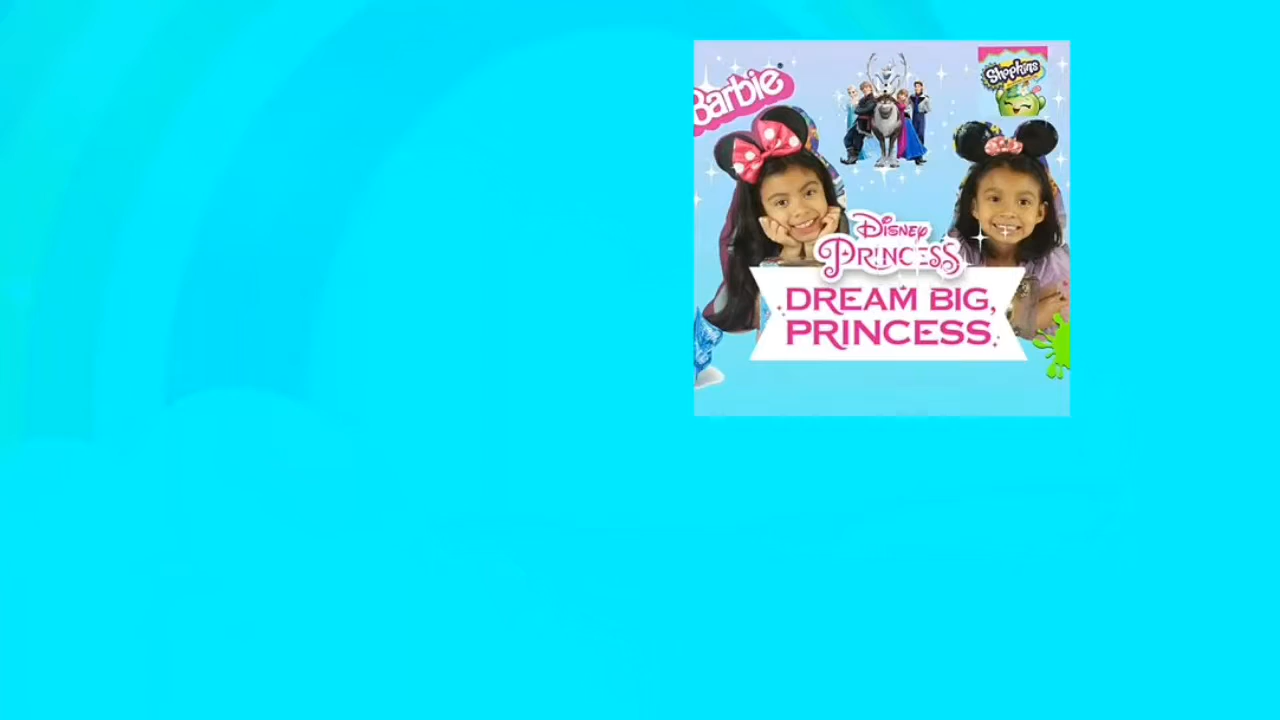 Barbie
Shopkins
Disney
PRINCESS
DREAM BIG,
PRINCESS